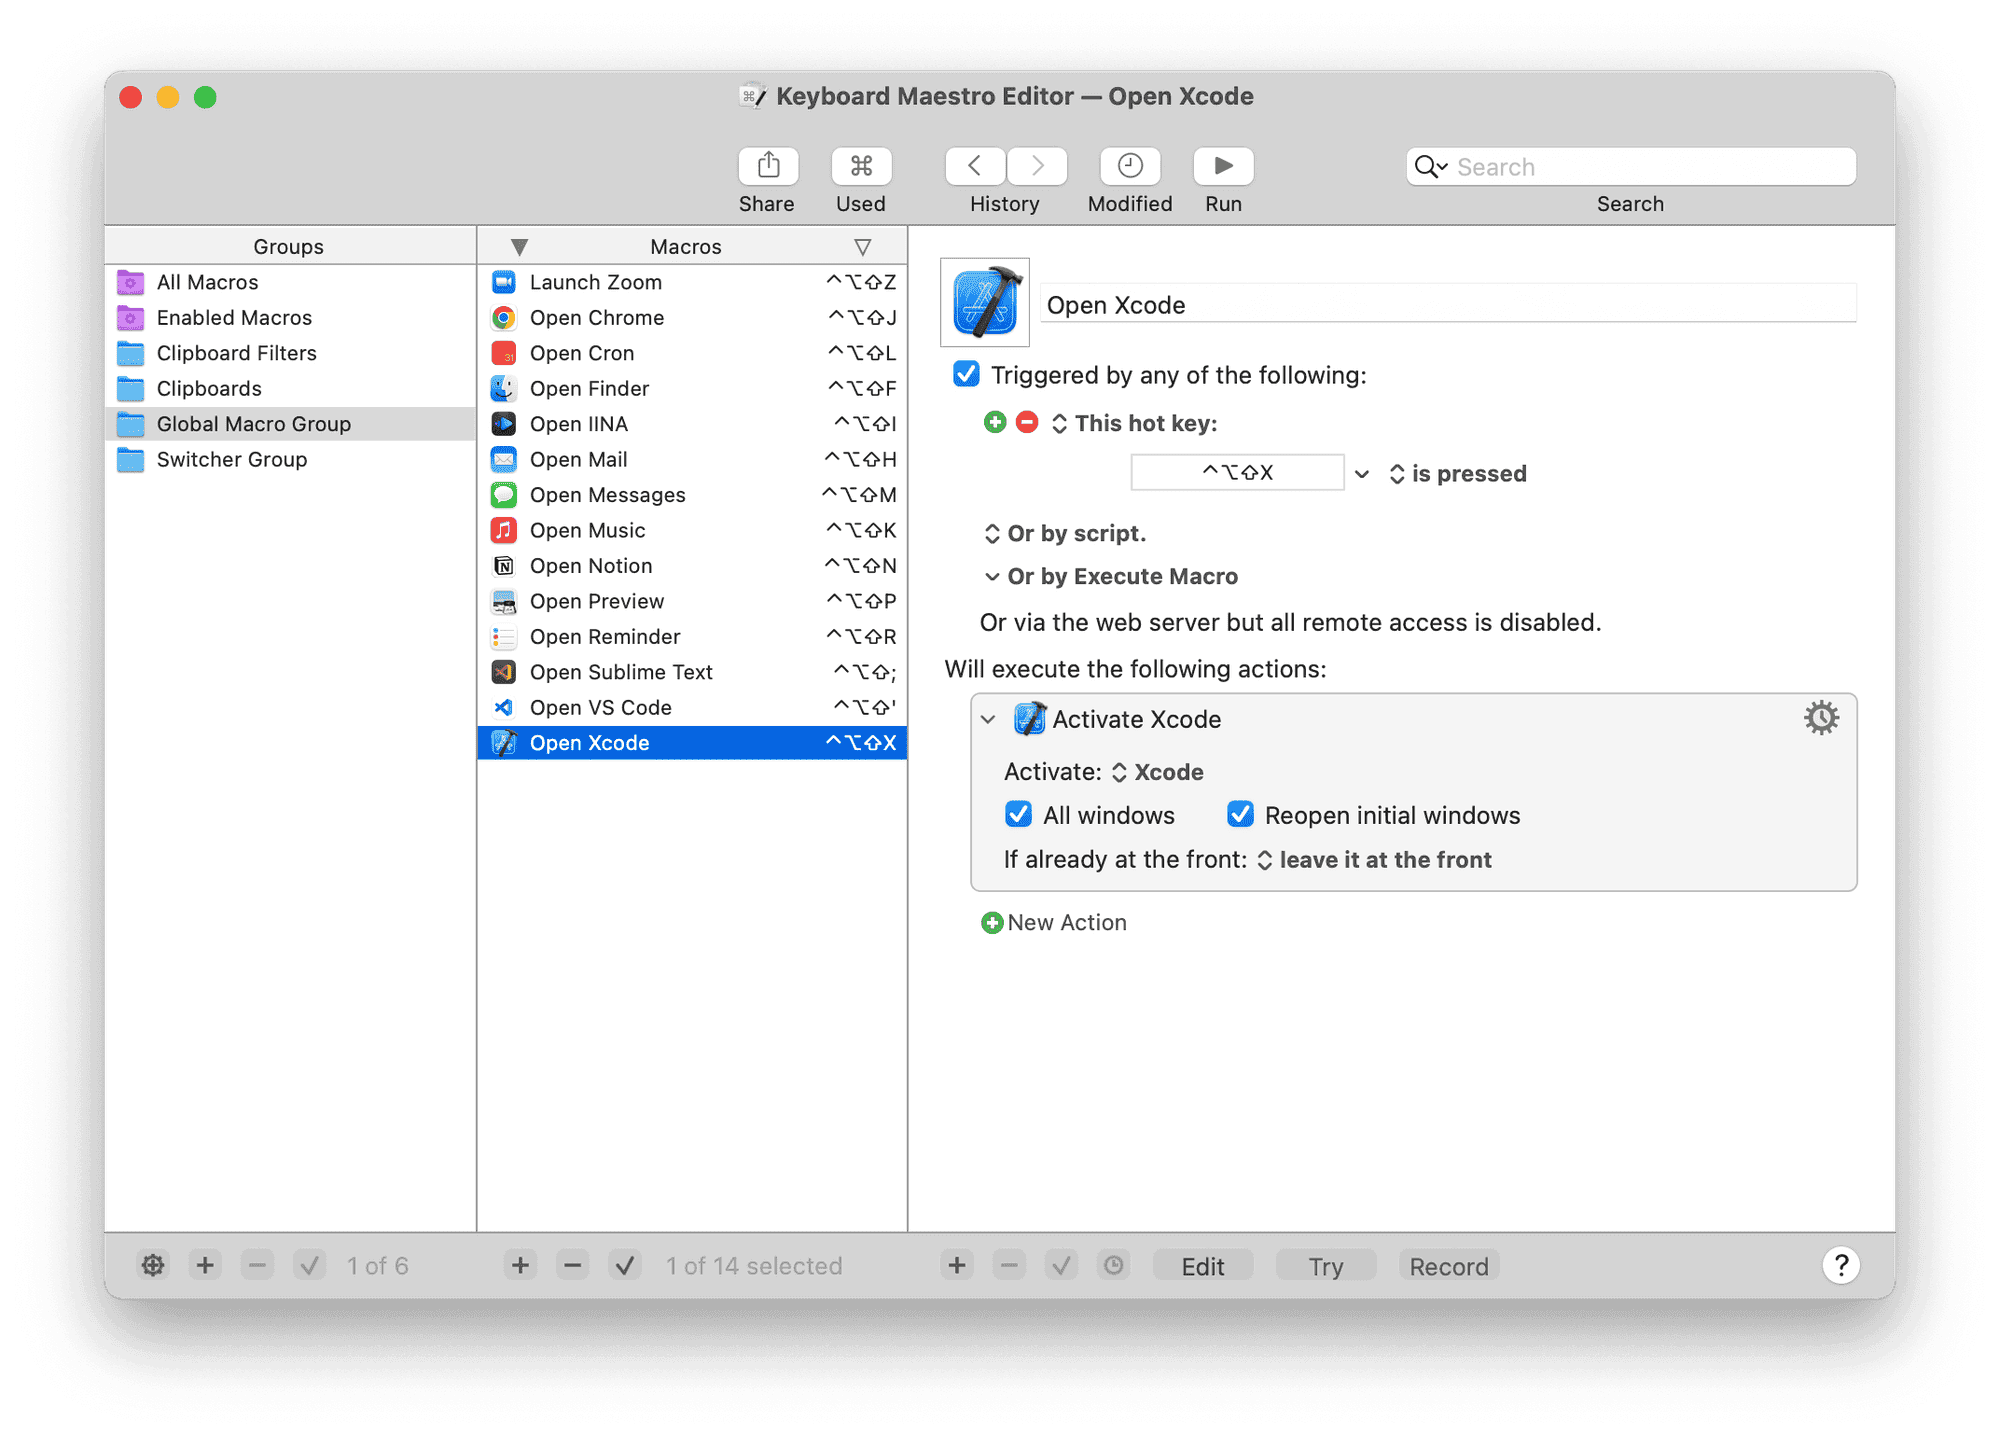 Keyboard Maestro Editor — Open Xcode
Share
Used
History
Modified
Run
Search
Search
Groups
All Macros
Enabled Macros
Clipboard Filters
Clipboards
Global Macro Group
Switcher Group
Macros
Launch Zoom ⌃⌥⇧Z
Open Chrome ⌃⌥⇧J
Open Cron ⌃⌥⇧L
Open Finder ⌃⌥⇧F
Open IINA ⌃⌥⇧I
Open Mail ⌃⌥⇧H
Open Messages ⌃⌥⇧M
Open Music ⌃⌥⇧K
Open Notion ⌃⌥⇧N
Open Preview ⌃⌥⇧P
Open Reminder ⌃⌥⇧R
Open Sublime Text ⌃⌥⇧;
Open VS Code ⌃⌥⇧'
Open Xcode ⌃⌥⇧X
Open Xcode
Triggered by any of the following:
This hot key:
⌃⌥⇧X is pressed
Or by script.
Or by Execute Macro
Or via the web server but all remote access is disabled.
Will execute the following actions:
Activate Xcode
Activate: Xcode
All windows Reopen initial windows
If already at the front: leave it at the front
New Action
1 of 6
1 of 14 selected
Edit
Try
Record
?